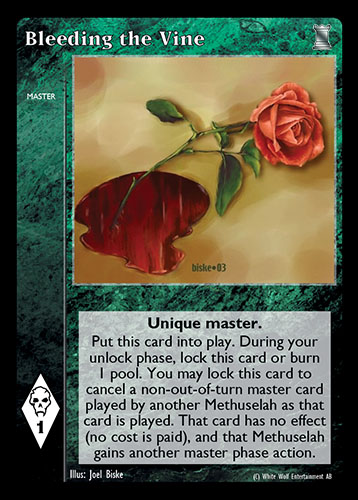 Bleeding the Vine
MASTER
biske•03
Unique master.
Put this card into play. During your
unlock phase, lock this card or burn
1 pool. You may lock this card to
cancel a non-out-of-turn master card
played by another Methuselah as that
card is played. That card has no effect
(no cost is paid), and that Methuselah
gains another master phase action.
1
Illus: Joel Biske
(C) White Wolf Entertainment AB